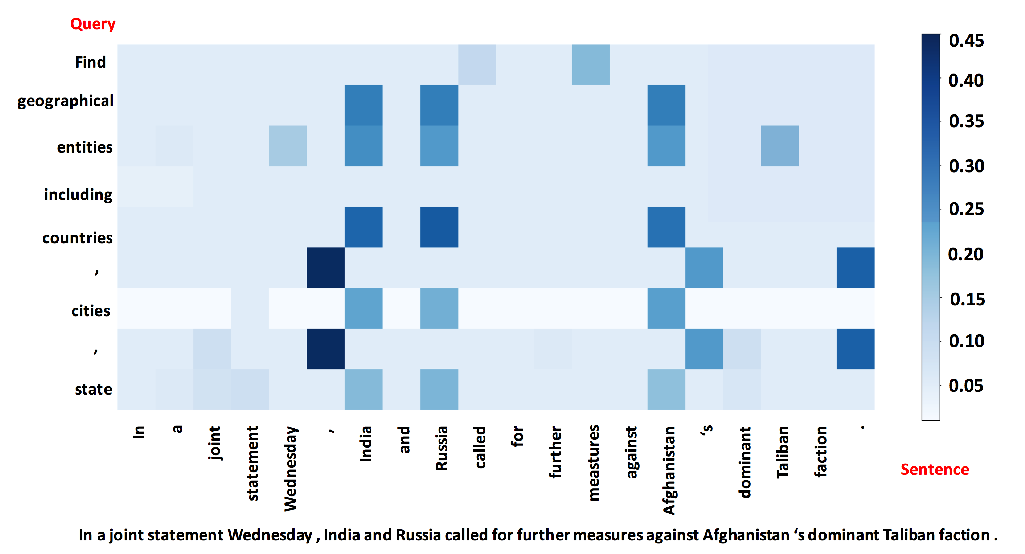 Query
Find
geographical
entities
including
countries
,
cities
,
state
0.45
0.40
0.35
0.30
0.25
0.20
0.15
0.10
0.05
In
a
joint
statement
Wednesday
,
India
and
Russia
called
for
further
meastures
against
Afghanistan
‘s
dominant
Taliban
faction
.
Sentence
In a joint statement Wednesday , India and Russia called for further measures against Afghanistan ‘s dominant Taliban faction .